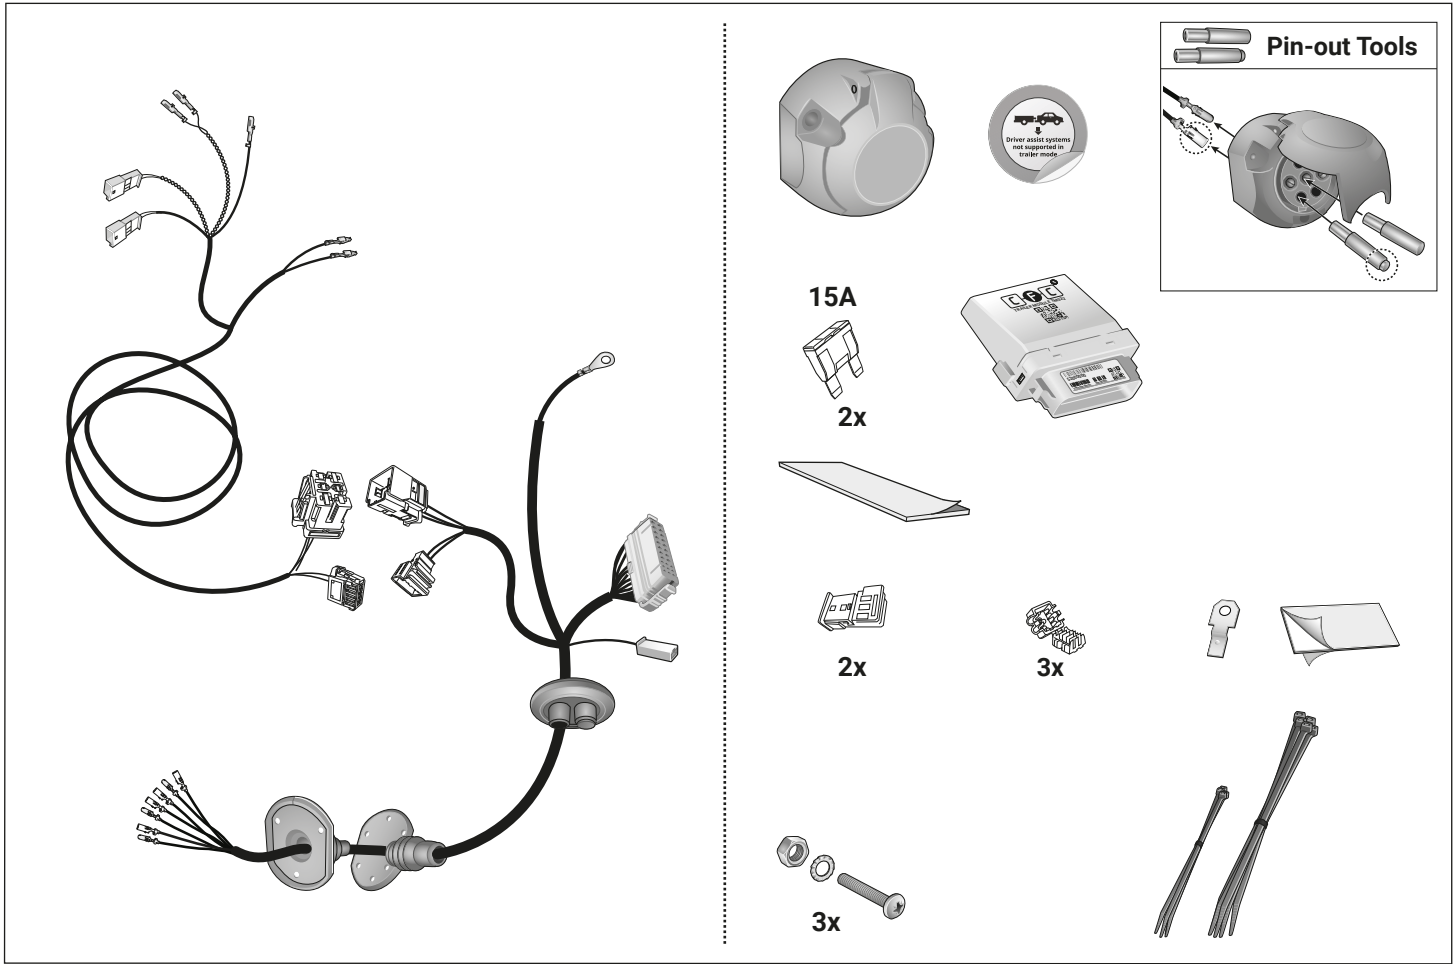 Pin-out Tools
Driver assist systems
not supported in
trailer mode
15A
C F C
2x
2x
3x
3x